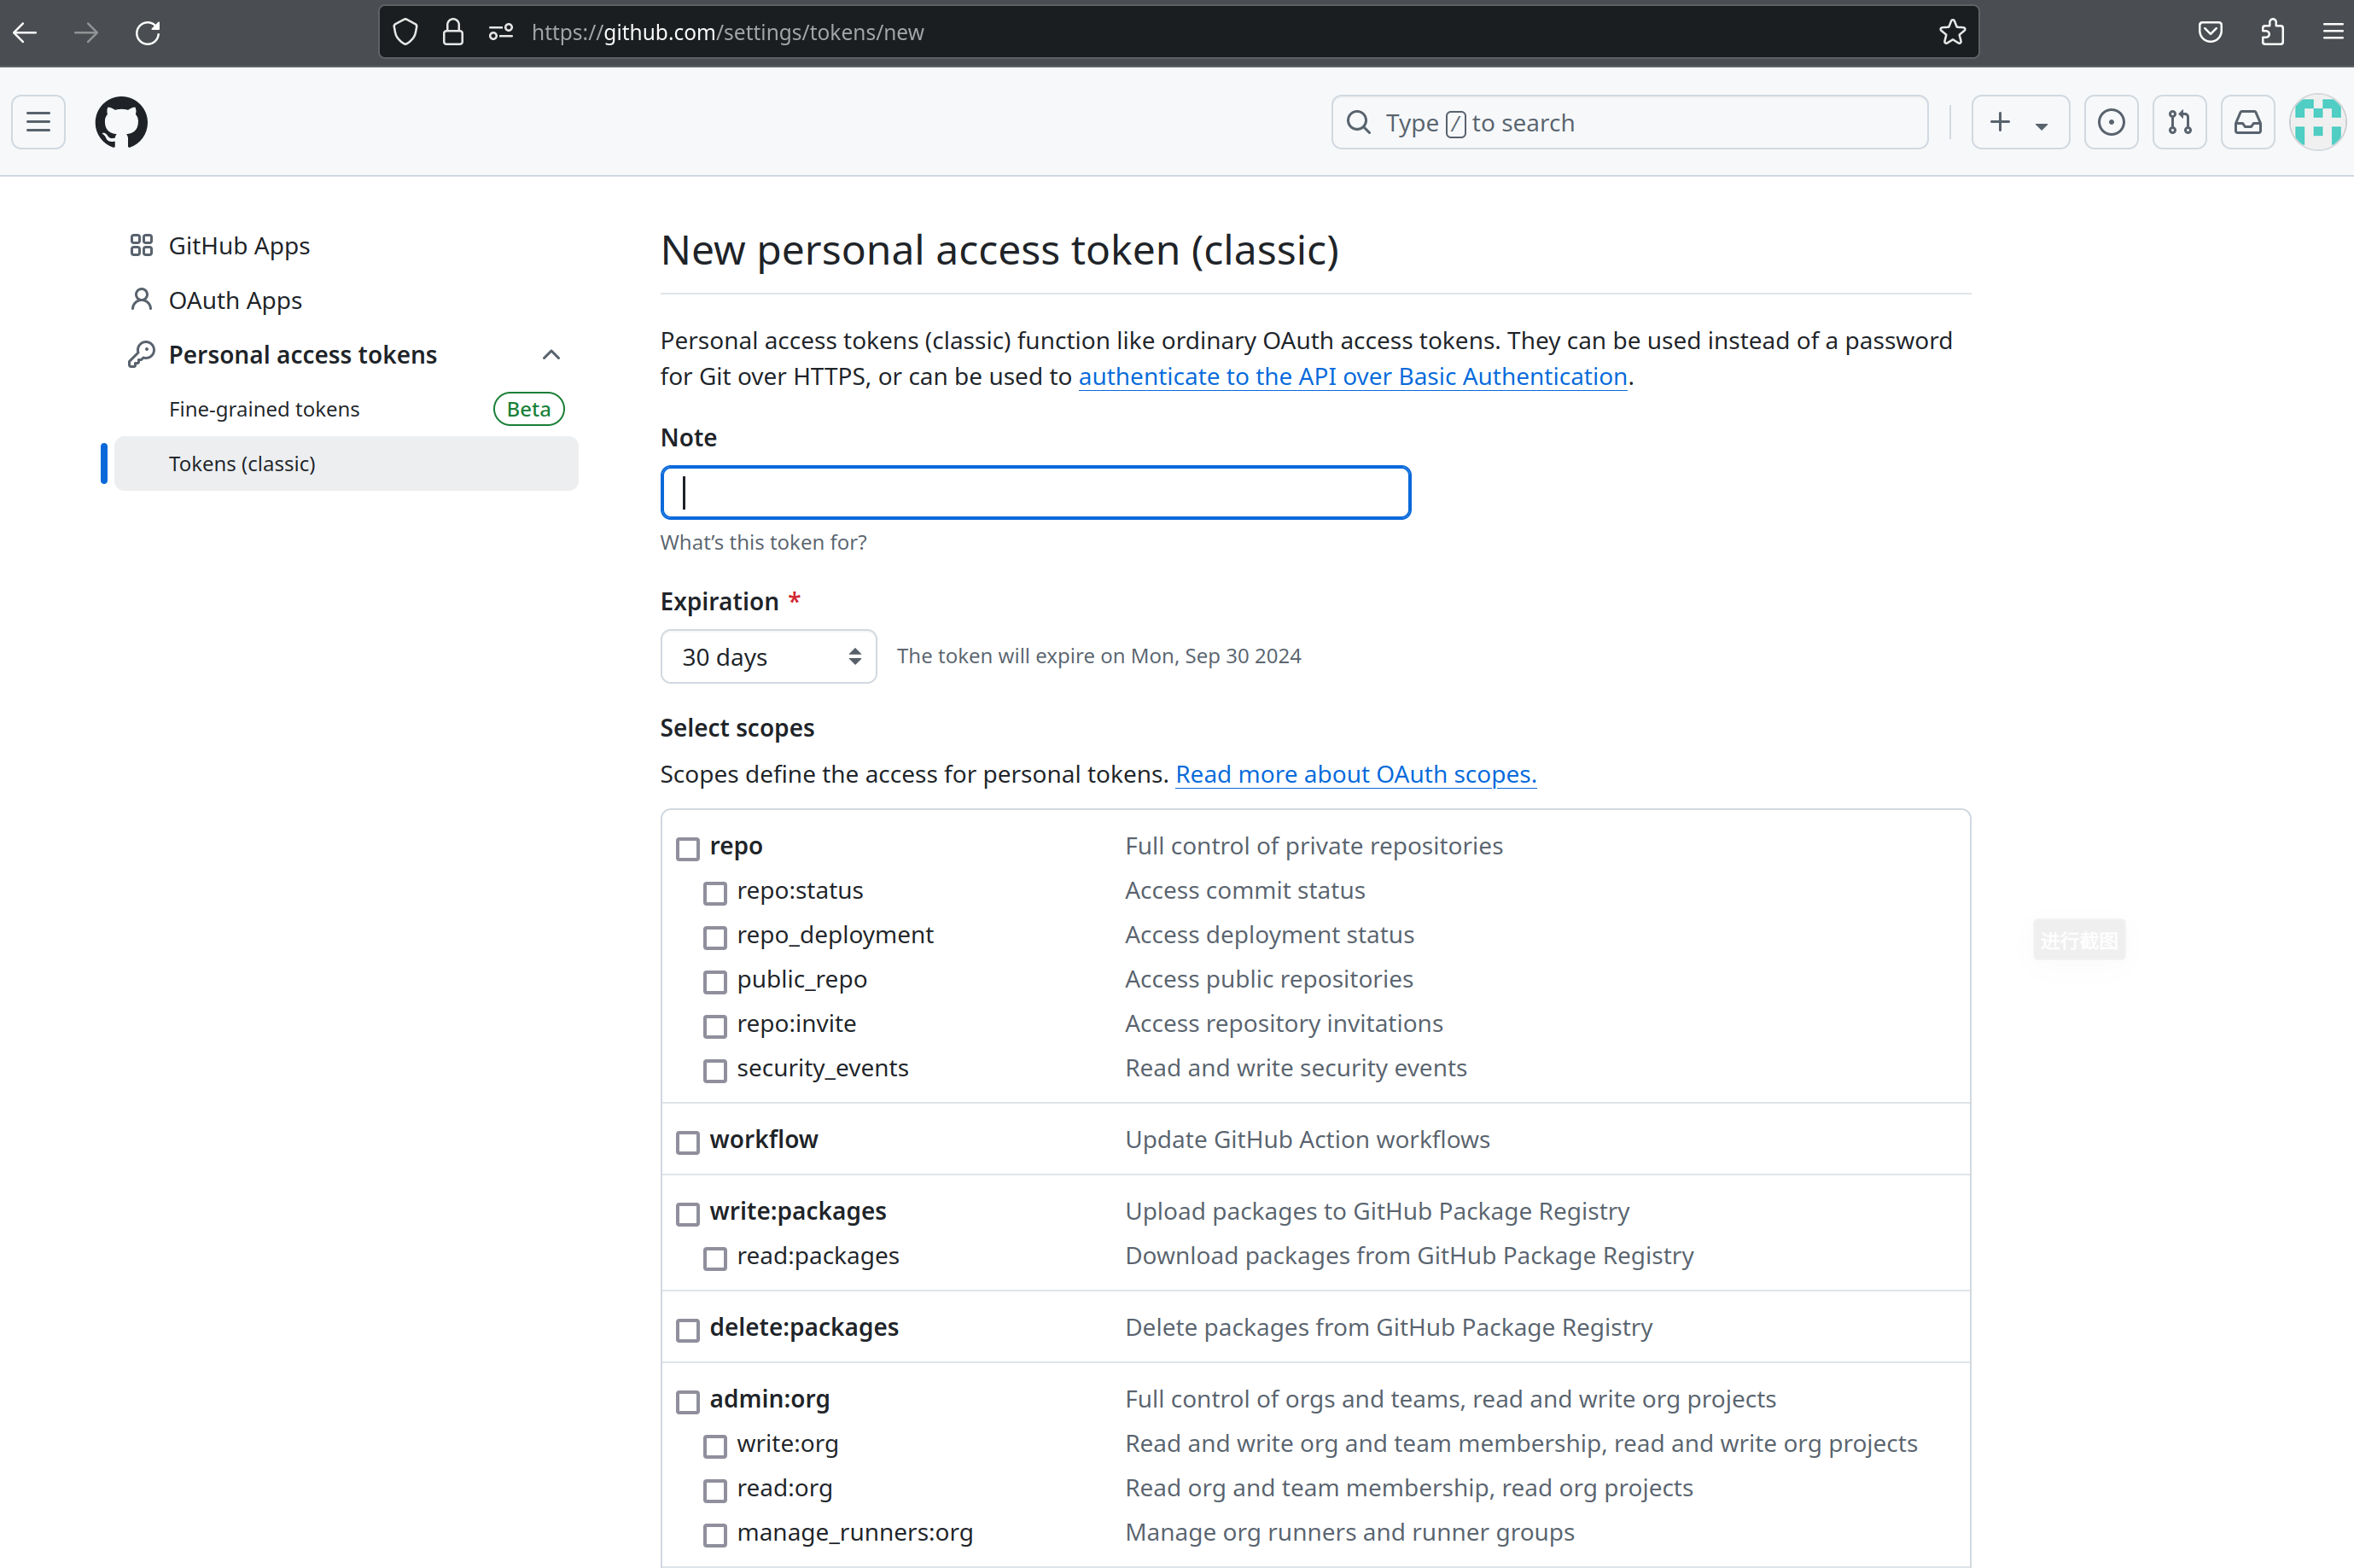 https://github.com/settings/tokens/new
Type / to search
GitHub Apps
OAuth Apps
Personal access tokens
Fine-grained tokens Beta
Tokens (classic)
New personal access token (classic)
Personal access tokens (classic) function like ordinary OAuth access tokens. They can be used instead of a password
for Git over HTTPS, or can be used to authenticate to the API over Basic Authentication.
Note
What's this token for?
Expiration *
30 days The token will expire on Mon, Sep 30 2024
Select scopes
Scopes define the access for personal tokens. Read more about OAuth scopes.
repo Full control of private repositories
repo:status Access commit status
repo_deployment Access deployment status
public_repo Access public repositories
repo:invite Access repository invitations
security_events Read and write security events
workflow Update GitHub Action workflows
write:packages Upload packages to GitHub Package Registry
read:packages Download packages from GitHub Package Registry
delete:packages Delete packages from GitHub Package Registry
admin:org Full control of orgs and teams, read and write org projects
write:org Read and write org and team membership, read and write org projects
read:org Read org and team membership, read org projects
manage_runners:org Manage org runners and runner groups
进行截图